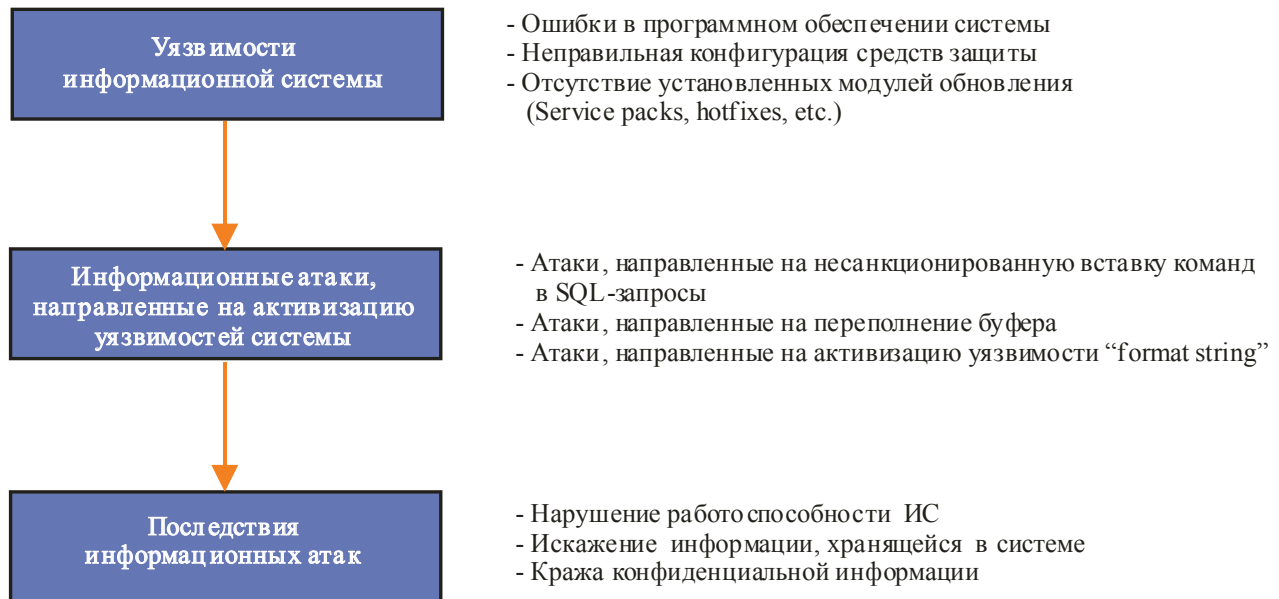 Уязвимости
информационной системы
- Ошибки в программном обеспечении системы
- Неправильная конфигурация средств защиты
- Отсутствие установленных модулей обновления
(Service packs, hotfixes, etc.)
Информационные атаки,
направленные на активизацию
уязвимостей системы
- Атаки, направленные на несанкционированную вставку команд
в SQL-запросы
- Атаки, направленные на переполнение буфера
- Атаки, направленные на активизацию уязвимости “format string”
Последствия
информационных атак
- Нарушение работоспособности ИС
- Искажение информации, хранящейся в системе
- Кража конфиденциальной информации